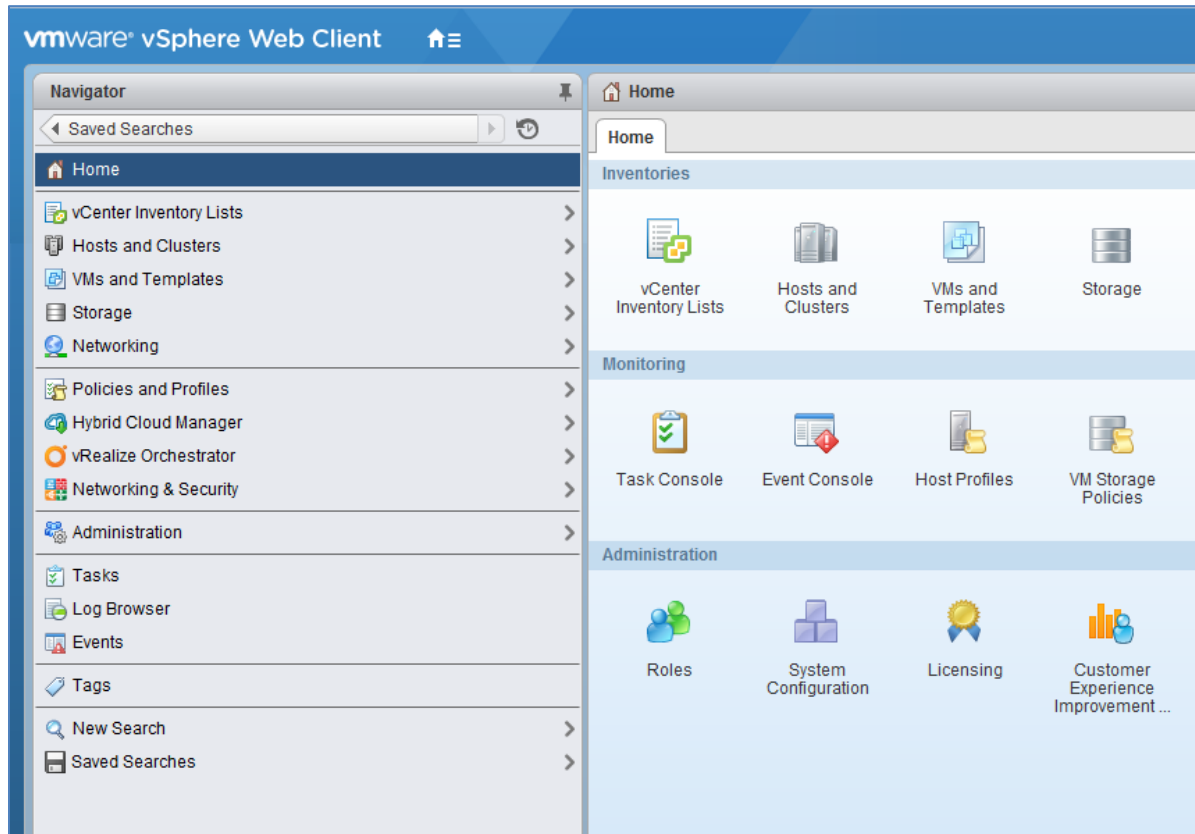 vmware® vSphere Web Client
Navigator
Saved Searches
Home
vCenter Inventory Lists
Hosts and Clusters
VMs and Templates
Storage
Networking
Policies and Profiles
Hybrid Cloud Manager
vRealize Orchestrator
Networking & Security
Administration
Tasks
Log Browser
Events
Tags
New Search
Saved Searches
Home
Home
Inventories
vCenter
Inventory Lists
Hosts and
Clusters
VMs and
Templates
Storage
Monitoring
Task Console
Event Console
Host Profiles
VM Storage
Policies
Administration
Roles
System
Configuration
Licensing
Customer
Experience
Improvement ...